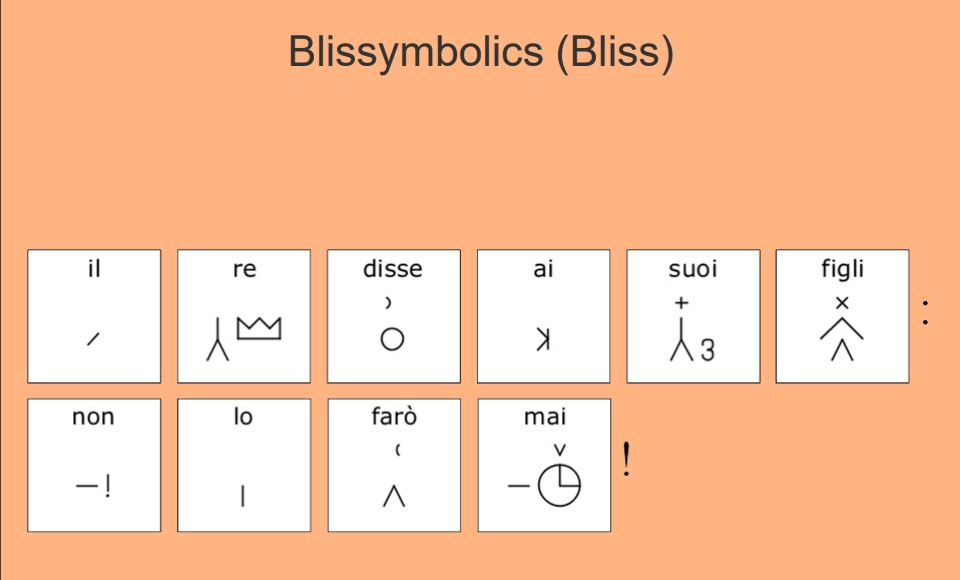 Blissymbolics (Bliss)
il re disse ai suoi figli :
non lo farò mai !